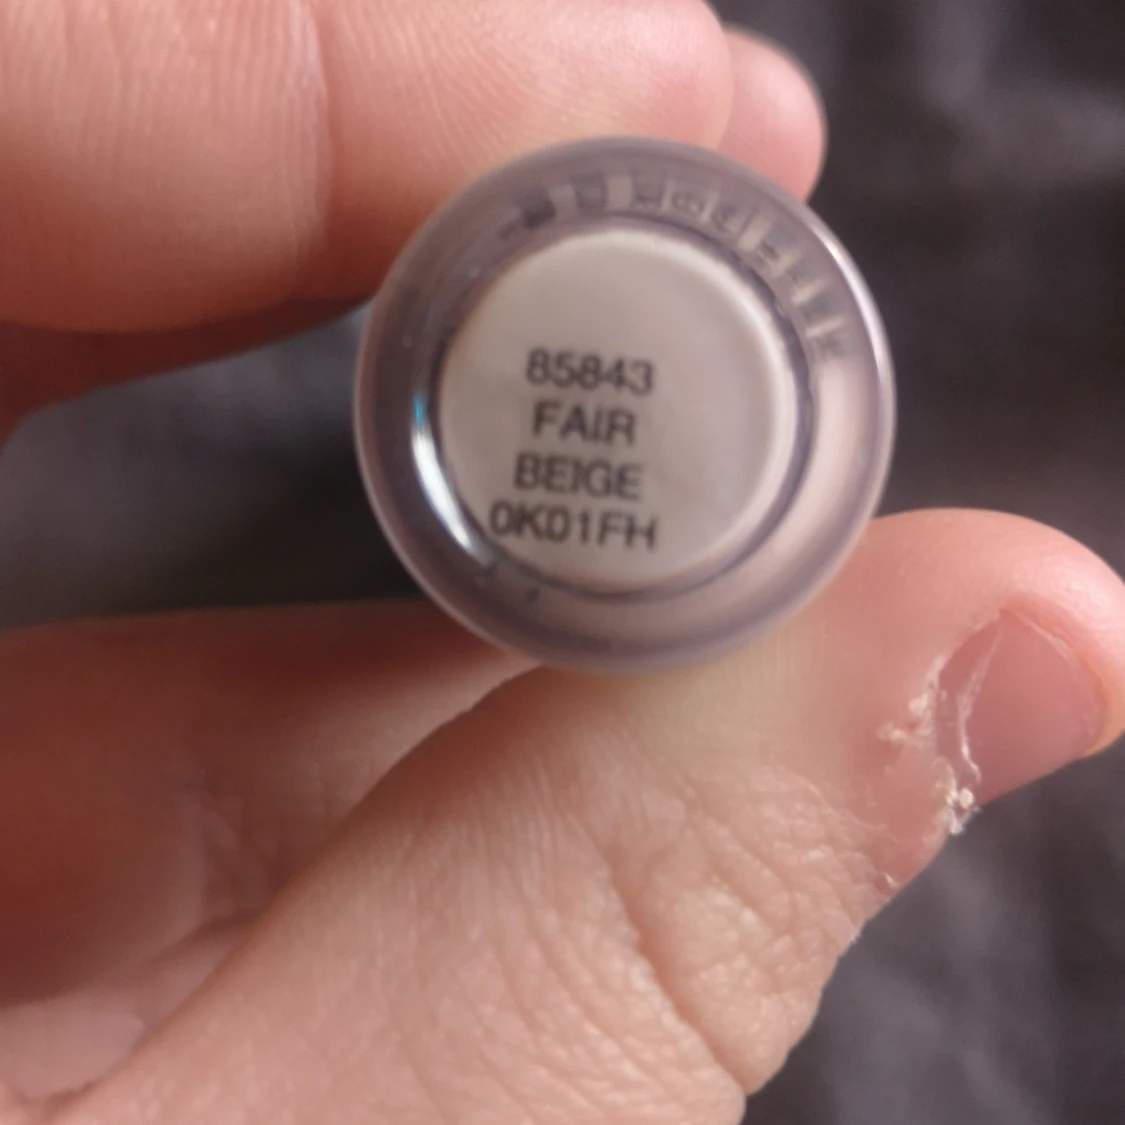 85843
FAIR
BEIGE
0K01FH